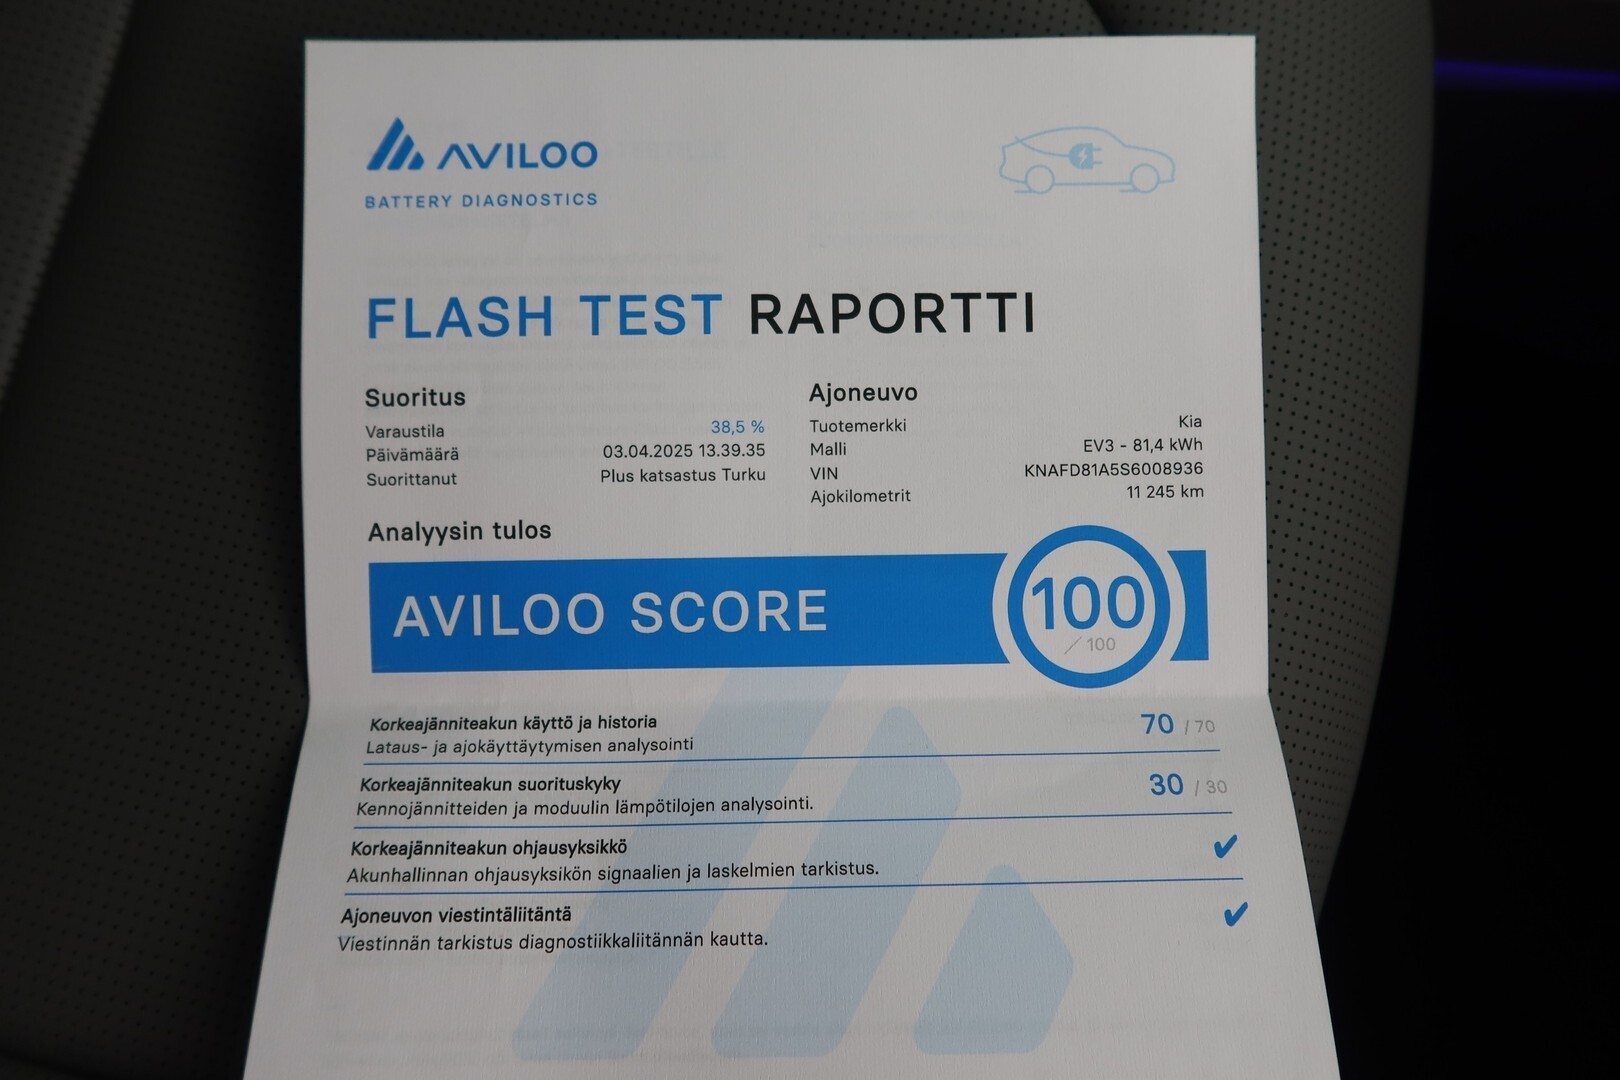 AVILOO
BATTERY DIAGNOSTICS
FLASH TEST RAPORTTI
Suoritus
Varaustila 38,5 %
Päivämäärä 03.04.2025 13.39.35
Suorittanut Plus katsastus Turku
Ajoneuvo
Tuotemerkki Kia
Malli EV3 - 81,4 kWh
VIN KNAFD81A5S6008936
Ajokilometrit 11 245 km
Analyysin tulos
AVILOO SCORE 100
/ 100
Korkeajänniteakun käyttö ja historia 70 / 70
Lataus- ja ajokäyttäytymisen analysointi
Korkeajänniteakun suorituskyky 30 / 30
Kennojännitteiden ja moduulin lämpötilojen analysointi.
Korkeajänniteakun ohjausyksikkö ✔
Akunhallinnan ohjausyksikön signaalien ja laskelmien tarkistus.
Ajoneuvon viestintäliitäntä ✔
Viestinnän tarkistus diagnostiikkaliitännän kautta.